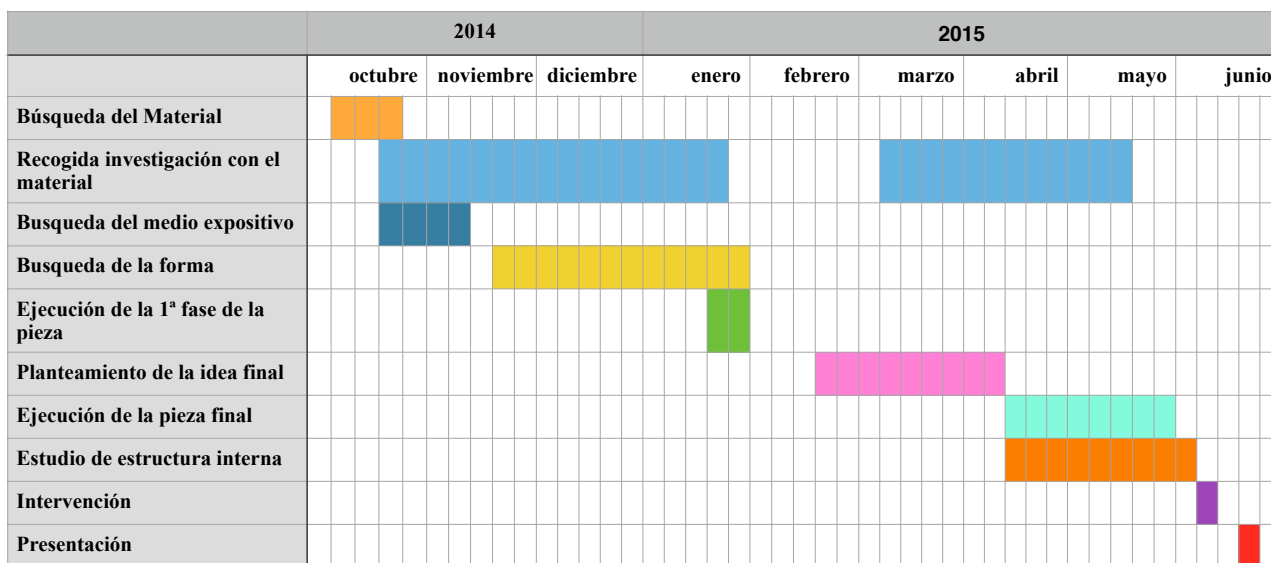 2014
2015
octubre noviembre diciembre enero febrero marzo abril mayo junio
Búsqueda del Material
Recogida investigación con el
material
Busqueda del medio expositivo
Busqueda de la forma
Ejecución de la 1ª fase de la
pieza
Planteamiento de la idea final
Ejecución de la pieza final
Estudio de estructura interna
Intervención
Presentación